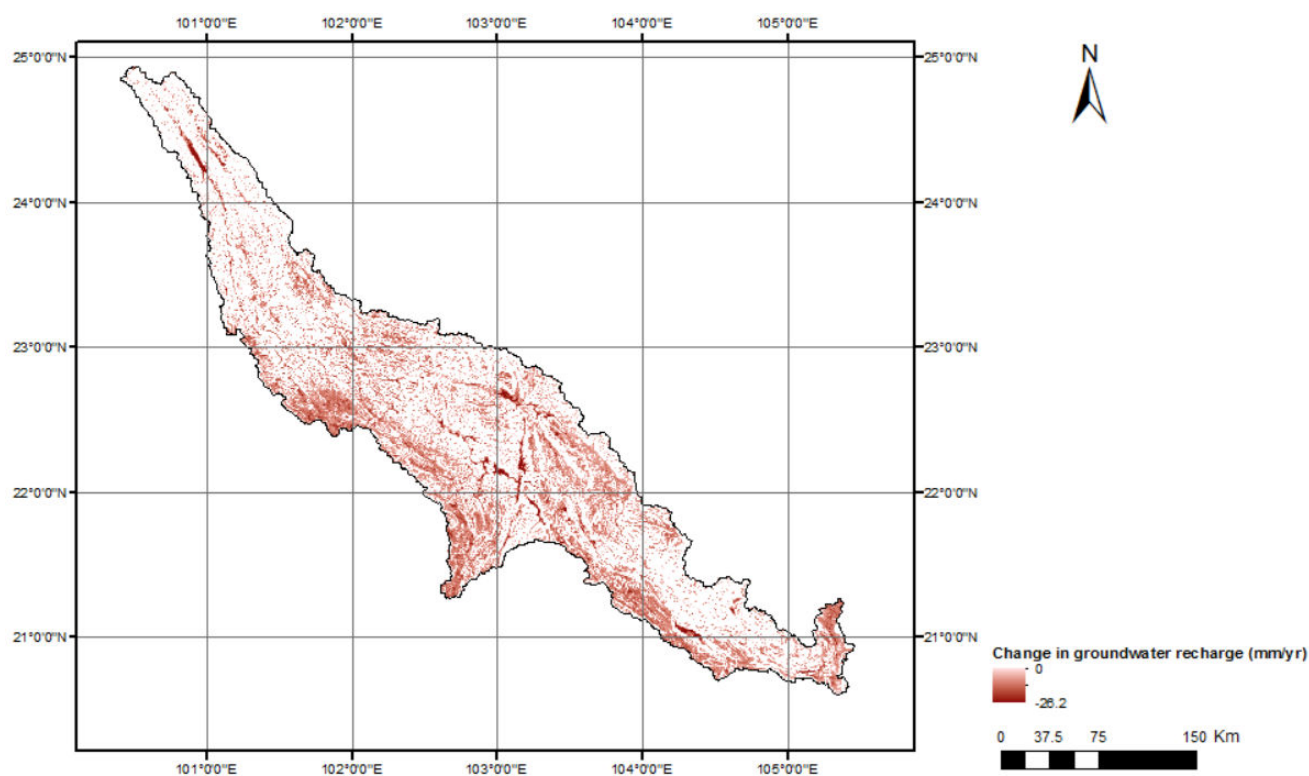 101°0'0"E 102°0'0"E 103°0'0"E 104°0'0"E 105°0'0"E
25°0'0"N 25°0'0"N
N
24°0'0"N 24°0'0"N
23°0'0"N 23°0'0"N
22°0'0"N 22°0'0"N
21°0'0"N 21°0'0"N
Change in groundwater recharge (mm/yr)
0
-26.2
0 37.5 75 150 Km
101°0'0"E 102°0'0"E 103°0'0"E 104°0'0"E 105°0'0"E